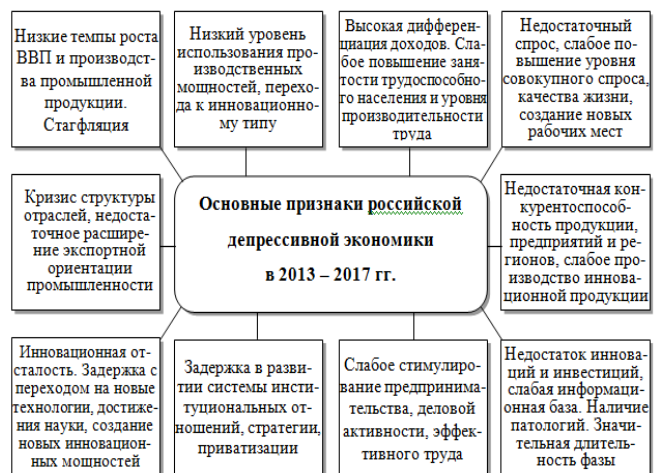 Низкие темпы роста
ВВП и производст-
ва промышленной
продукции.
Стагфляция
Низкий уровень
использования про-
изводственных
мощностей, перехо-
да к инновационно-
му типу
Высокая дифферен-
циация доходов. Сла-
бое повышение заня-
тости трудоспособно-
го населения и уровня
производительности
труда
Недостаточный
спрос, слабое по-
вышение уровня
совокупного спроса,
качества жизни,
создание новых
рабочих мест
Кризис структуры
отраслей, недоста-
точное расшире-
ние экспортной
ориентации
промышленности
Основные признаки российской
депрессивной экономики
в 2013 – 2017 гг.
Недостаточная кон-
курентоспособ-
ность продукции,
предприятий и ре-
гионов, слабое про-
изводство иннова-
ционной продукции
Инновационная от-
сталость. Задержка с
переходом на новые
технологии, достиже-
ния науки, создание
новых инновацион-
ных мощностей
Задержка в разви-
тии системы инсти-
туциональных от-
ношений, стратегии,
приватизации
Слабое стимулиро-
вание предпринима-
тельства, деловой
активности, эффек-
тивного труда
Недостаток иннова-
ций и инвестиций,
слабая информаци-
онная база. Наличие
патологий. Значи-
тельная длитель-
ность фазы